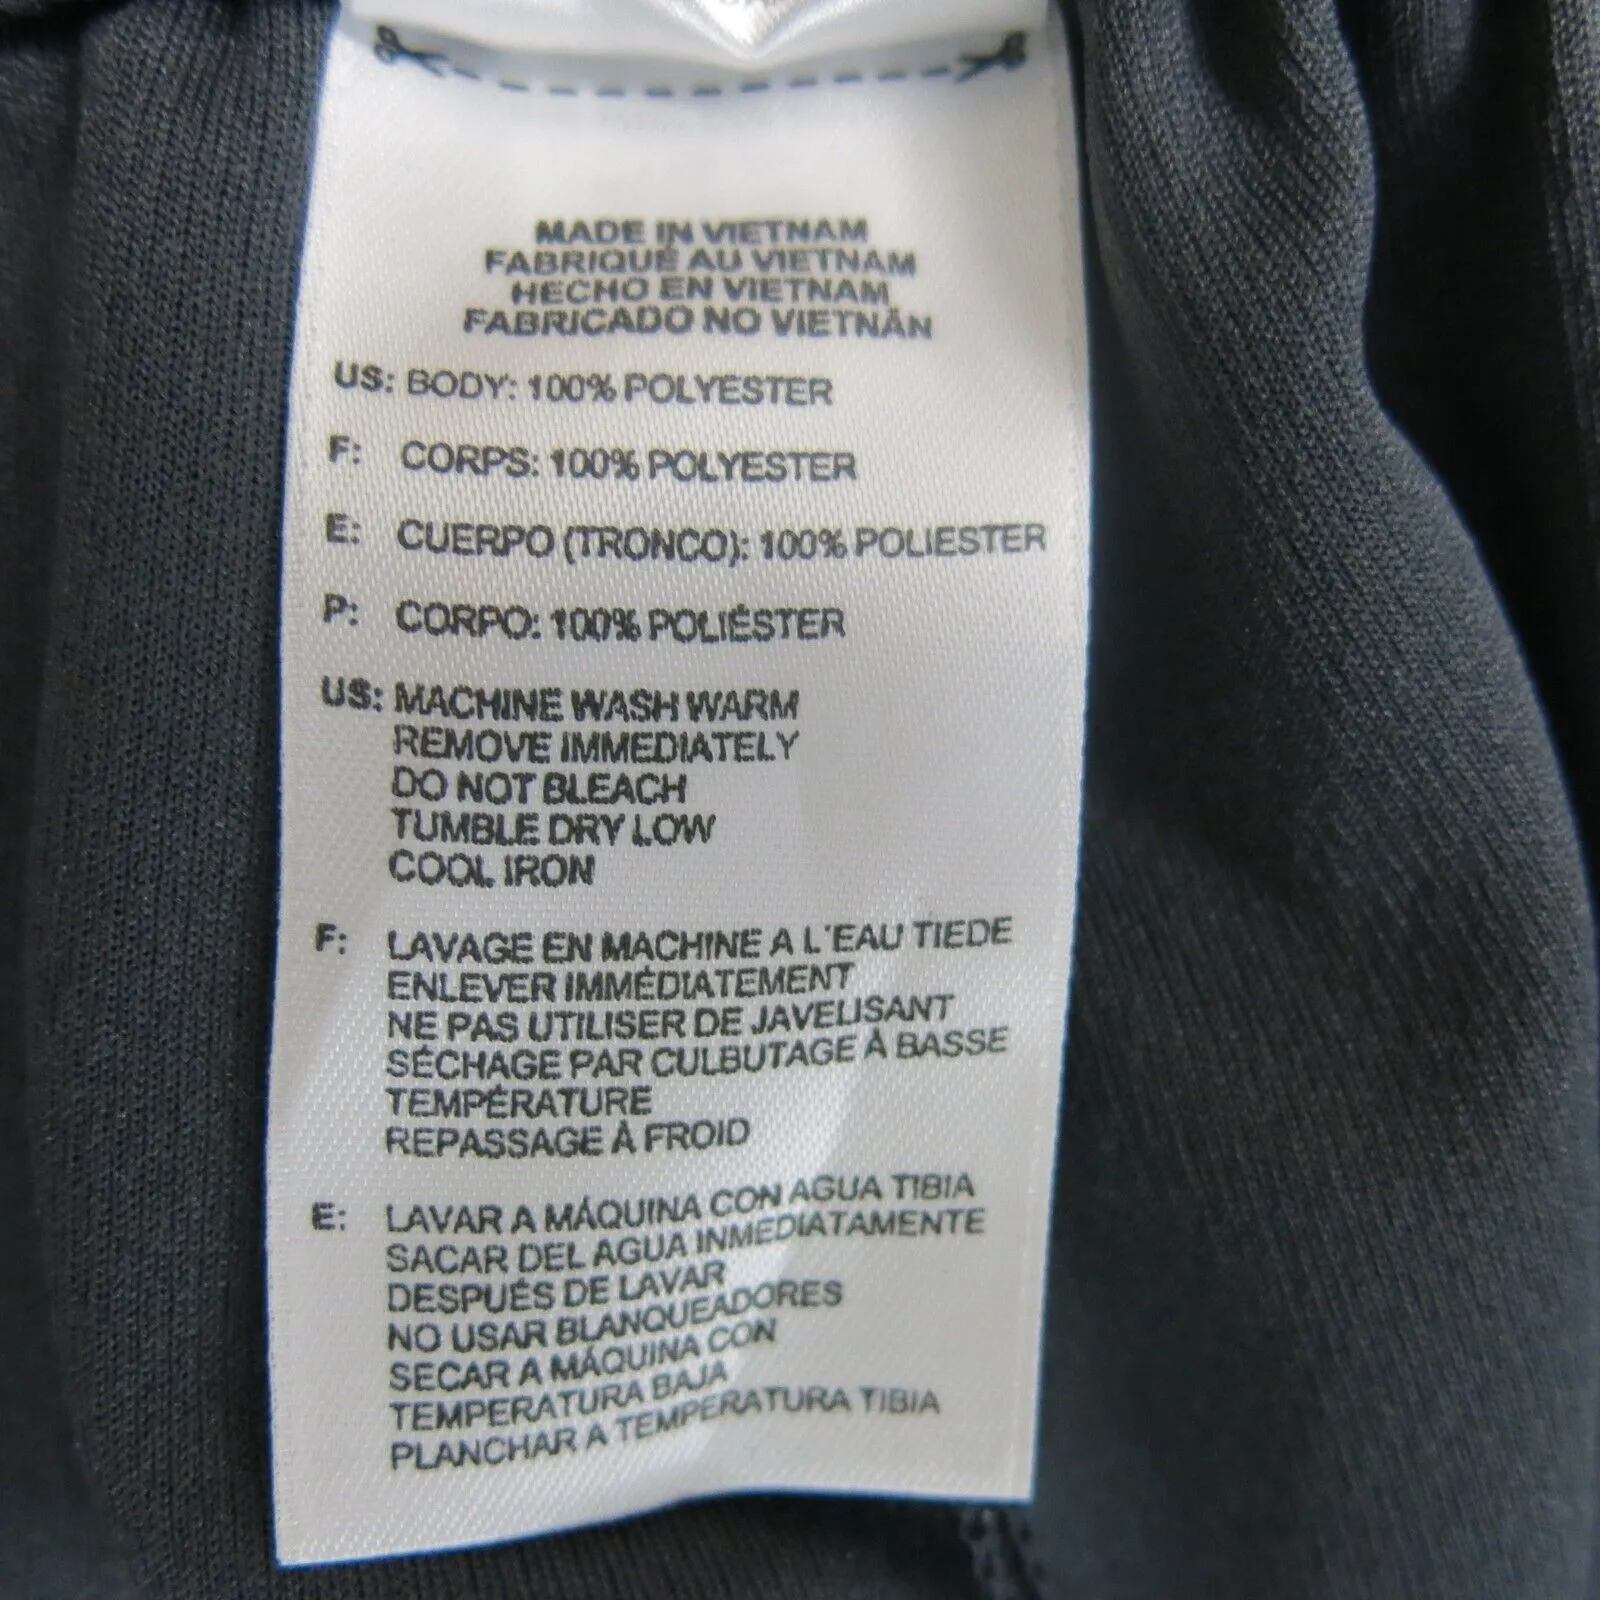 MADE IN VIETNAM
FABRIQUÉ AU VIETNAM
HECHO EN VIETNAM
FABRICADO NO VIETNÃN
US: BODY: 100% POLYESTER
F: CORPS: 100% POLYESTER
E: CUERPO (TRONCO): 100% POLIESTER
P: CORPO: 100% POLIÉSTER
US: MACHINE WASH WARM
REMOVE IMMEDIATELY
DO NOT BLEACH
TUMBLE DRY LOW
COOL IRON
F: LAVAGE EN MACHINE A L'EAU TIEDE
ENLEVER IMMÉDIATEMENT
NE PAS UTILISER DE JAVELISANT
SÉCHAGE PAR CULBUTAGE À BASSE
TEMPÉRATURE
REPASSAGE À FROID
E: LAVAR A MÁQUINA CON AGUA TIBIA
SACAR DEL AGUA INMEDIATAMENTE
DESPUÉS DE LAVAR
NO USAR BLANQUEADORES
SECAR A MÁQUINA CON
TEMPERATURA BAJA
PLANCHAR A TEMPERATURA TIBIA